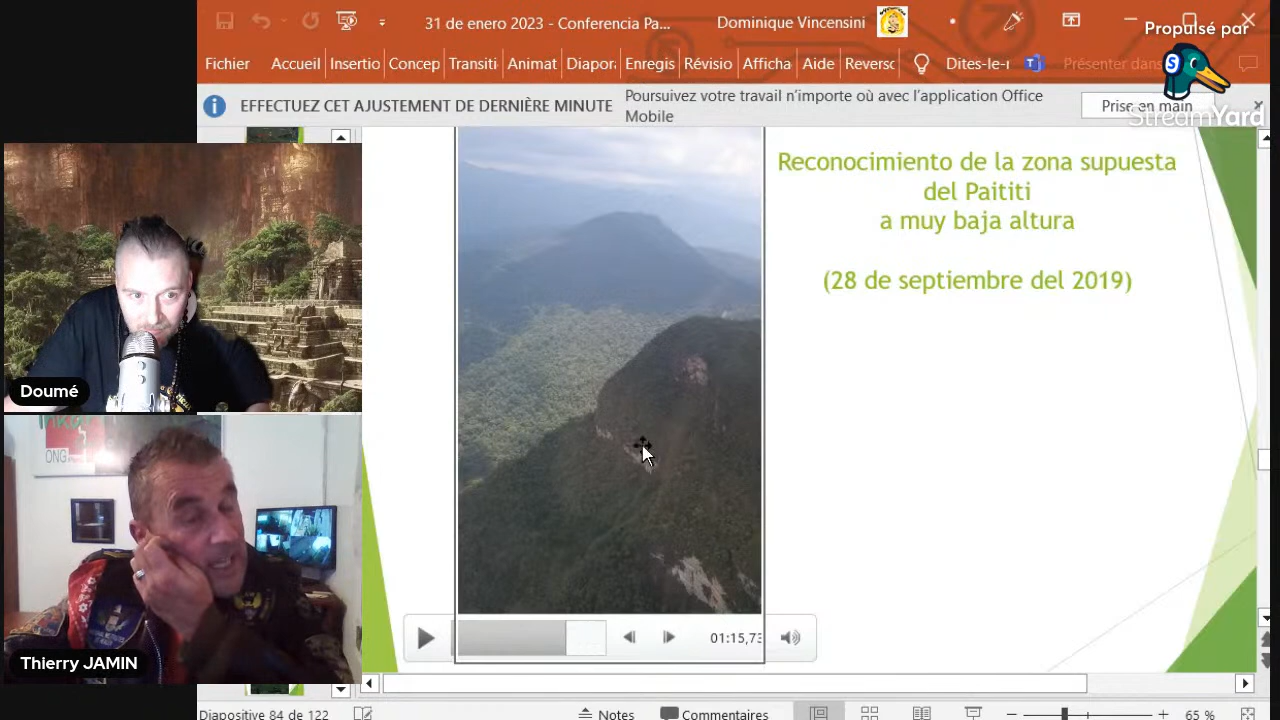 31 de enero 2023 - Conferencia Pa...
Dominique Vincensini
Propulsé par
Fichier
Accueil
Insertio
Concep
Transiti
Animat
Diapor
Enregis
Révisio
Afficha
Aide
Reverso
Dites-le-
Présenter dans
StreamYard
EFFECTUEZ CET AJUSTEMENT DE DERNIÈRE MINUTE
Poursuivez votre travail n'importe où avec l'application Office
Mobile
Prise en main
Reconocimiento de la zona supuesta
del Paititi
a muy baja altura
(28 de septiembre del 2019)
Doumé
ONG
Thierry JAMIN
01:15,73
Diapositive 84 de 122
Notes
Commentaires
65 %